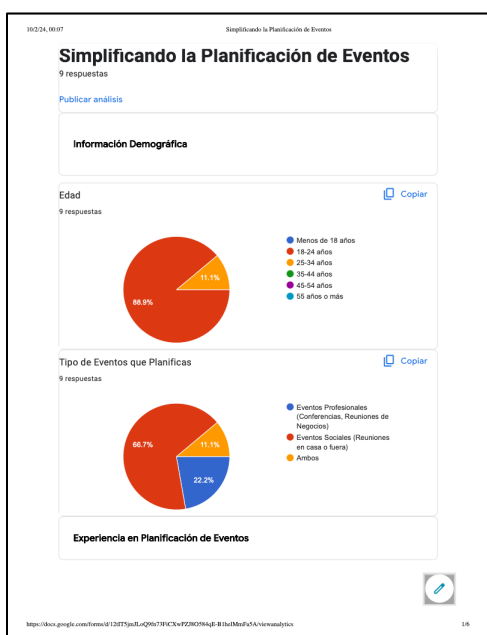 10/2/24, 00:07 Simplificando la Planificación de Eventos
Simplificando la Planificación de Eventos
9 respuestas
Publicar análisis
Información Demográfica
Edad Copiar
9 respuestas
Menos de 18 años
18-24 años
25-34 años
35-44 años
45-54 años
55 años o más
11.1%
88.9%
Tipo de Eventos que Planificas Copiar
9 respuestas
Eventos Profesionales
(Conferencias, Reuniones de
Negocios)
Eventos Sociales (Reuniones
en casa o fuera)
Ambos
66.7%
11.1%
22.2%
Experiencia en Planificación de Eventos
1/6